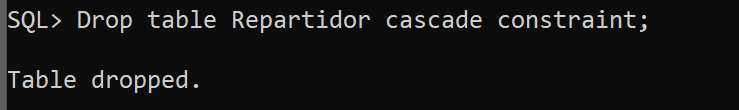 SQL> Drop table Repartidor cascade constraint;
Table dropped.